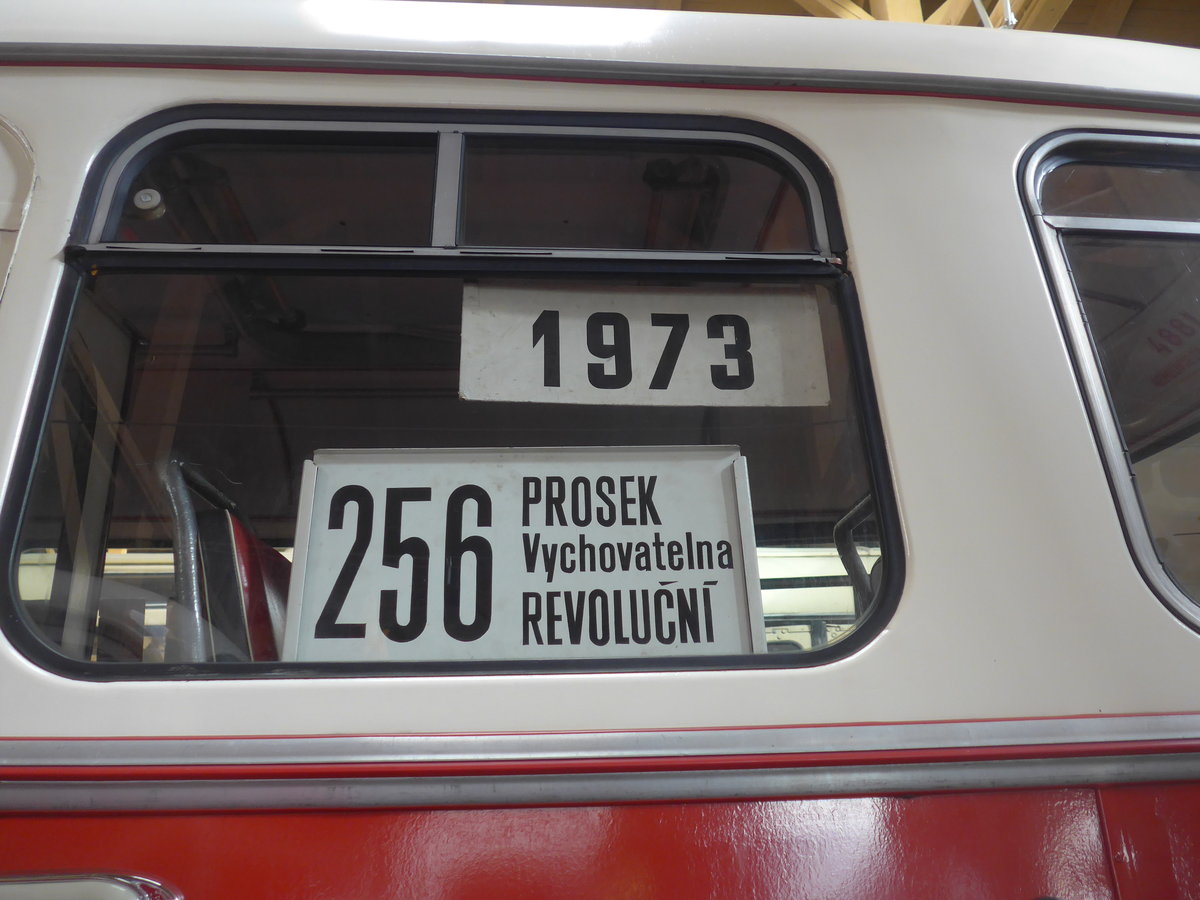 1973
256
PROSEK
Vychovatelna
REVOLUČNÍ